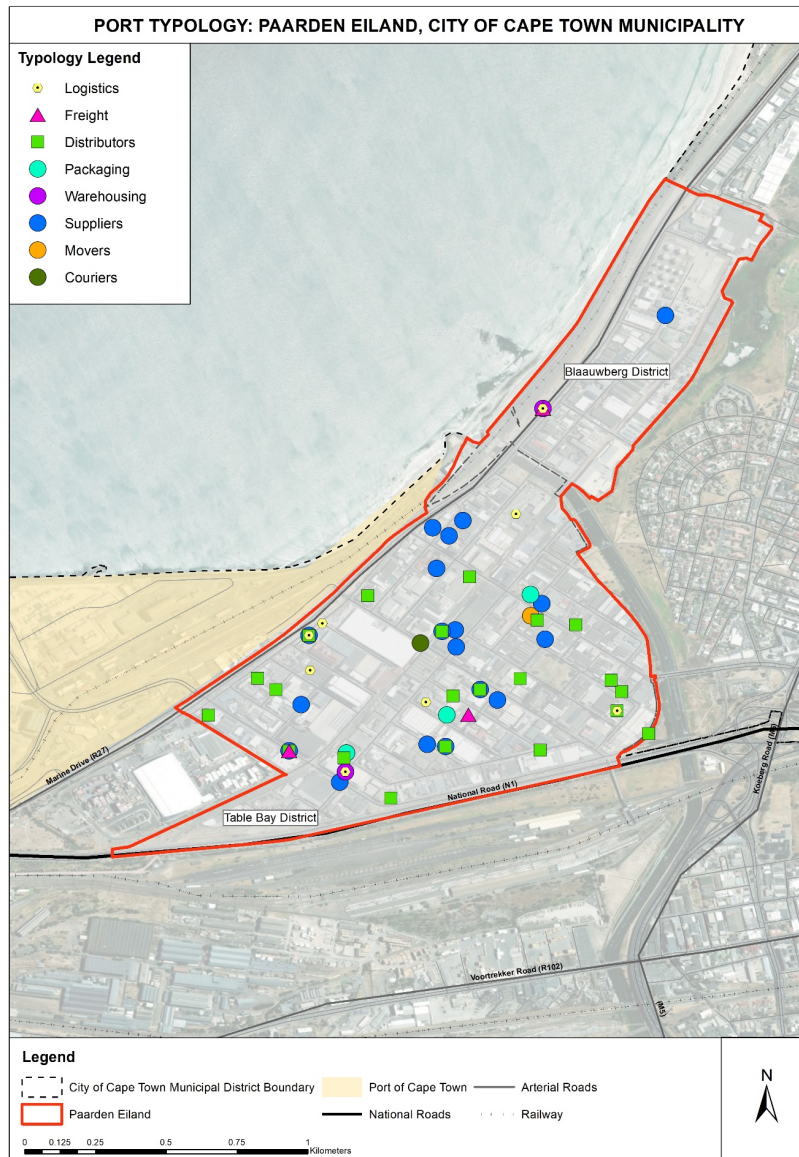 PORT TYPOLOGY: PAARDEN EILAND, CITY OF CAPE TOWN MUNICIPALITY
Typology Legend
Logistics
Freight
Distributors
Packaging
Warehousing
Suppliers
Movers
Couriers
Blaauwberg District
Marine Drive (R27)
Table Bay District
National Road (N1)
Koeberg Road (M5)
Voortrekker Road (R102)
(M5)
Legend
City of Cape Town Municipal District Boundary
Port of Cape Town
Arterial Roads
Paarden Eiland
National Roads
Railway
0 0.125 0.25 0.5 0.75 1
Kilometers
N